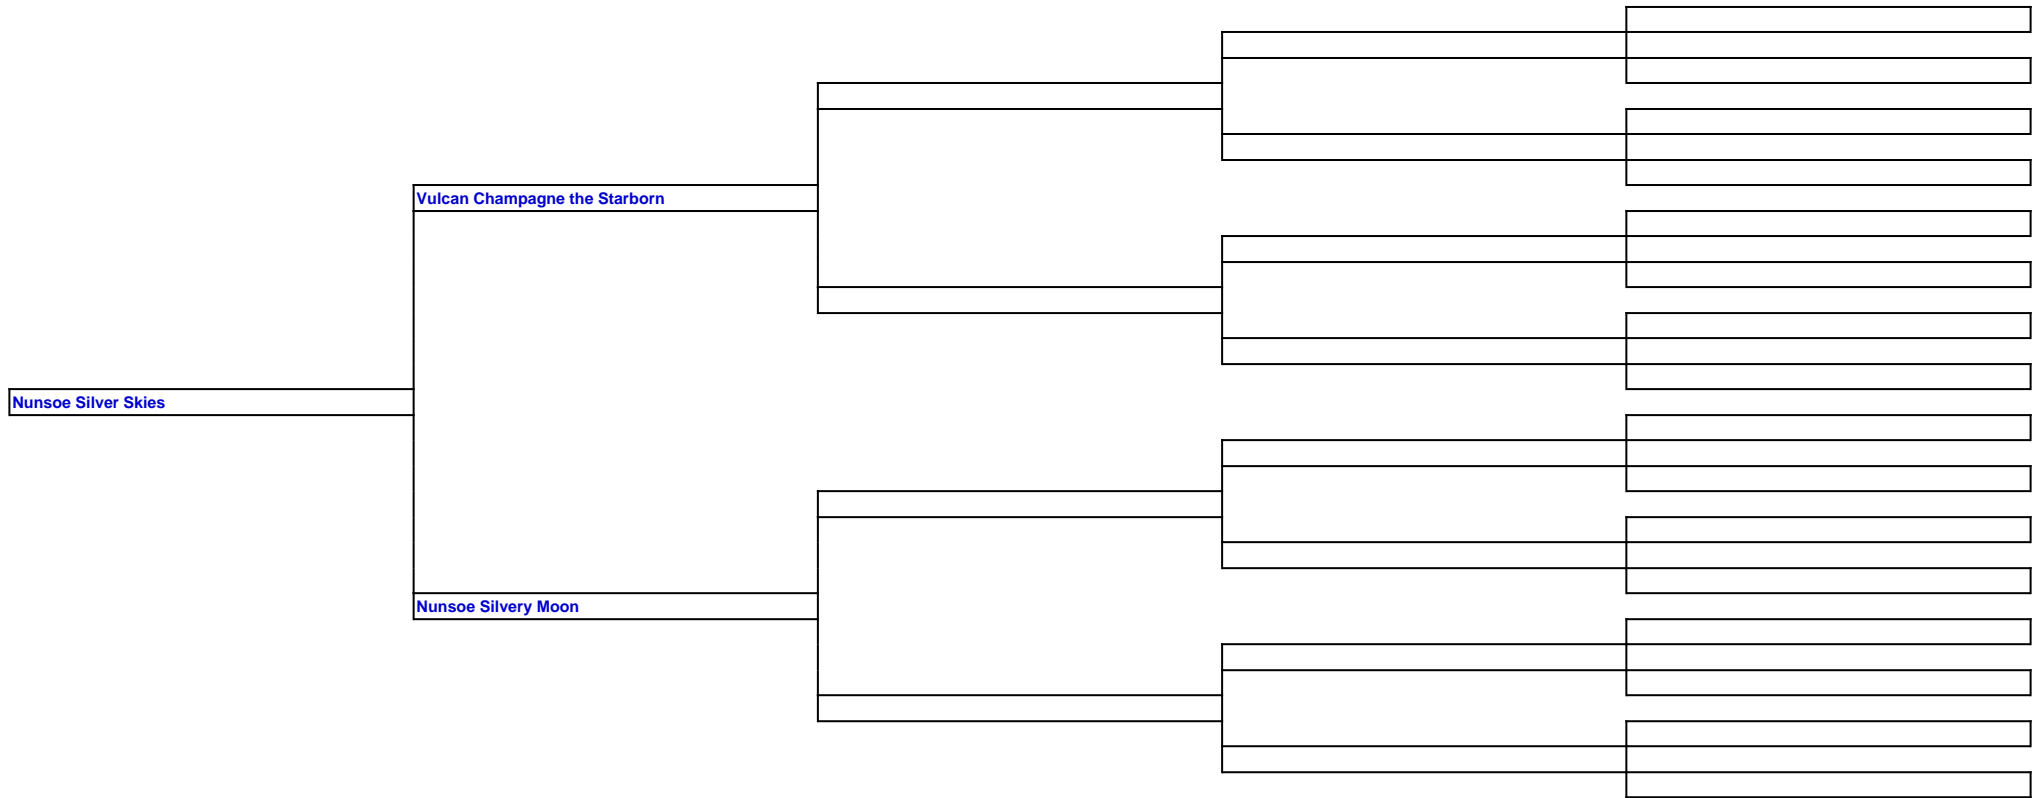 Vulcan Champagne the Starborn
Nunsoe Silver Skies
Nunsoe Silvery Moon